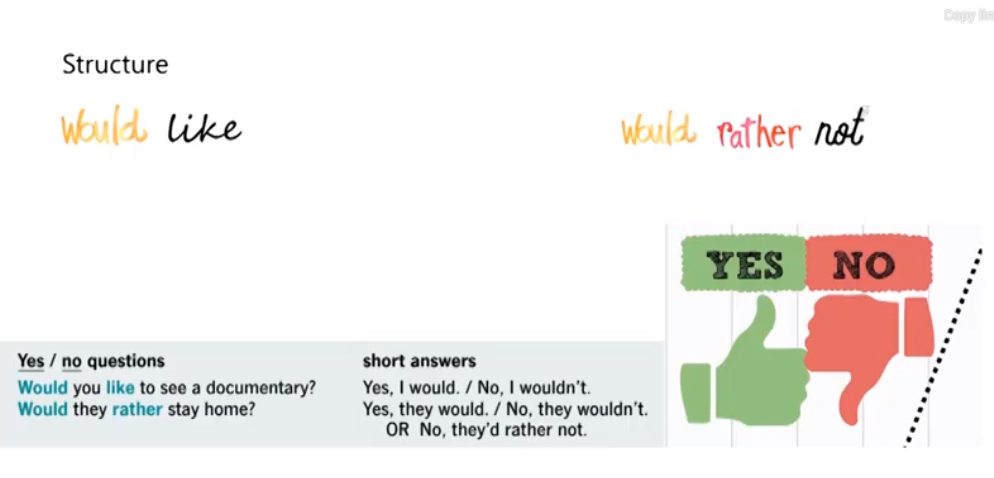 Structure
would like
would rather not
YES NO
Yes / no questions
Would you like to see a documentary?
Would they rather stay home?
short answers
Yes, I would. / No, I wouldn't.
Yes, they would. / No, they wouldn't.
OR No, they'd rather not.